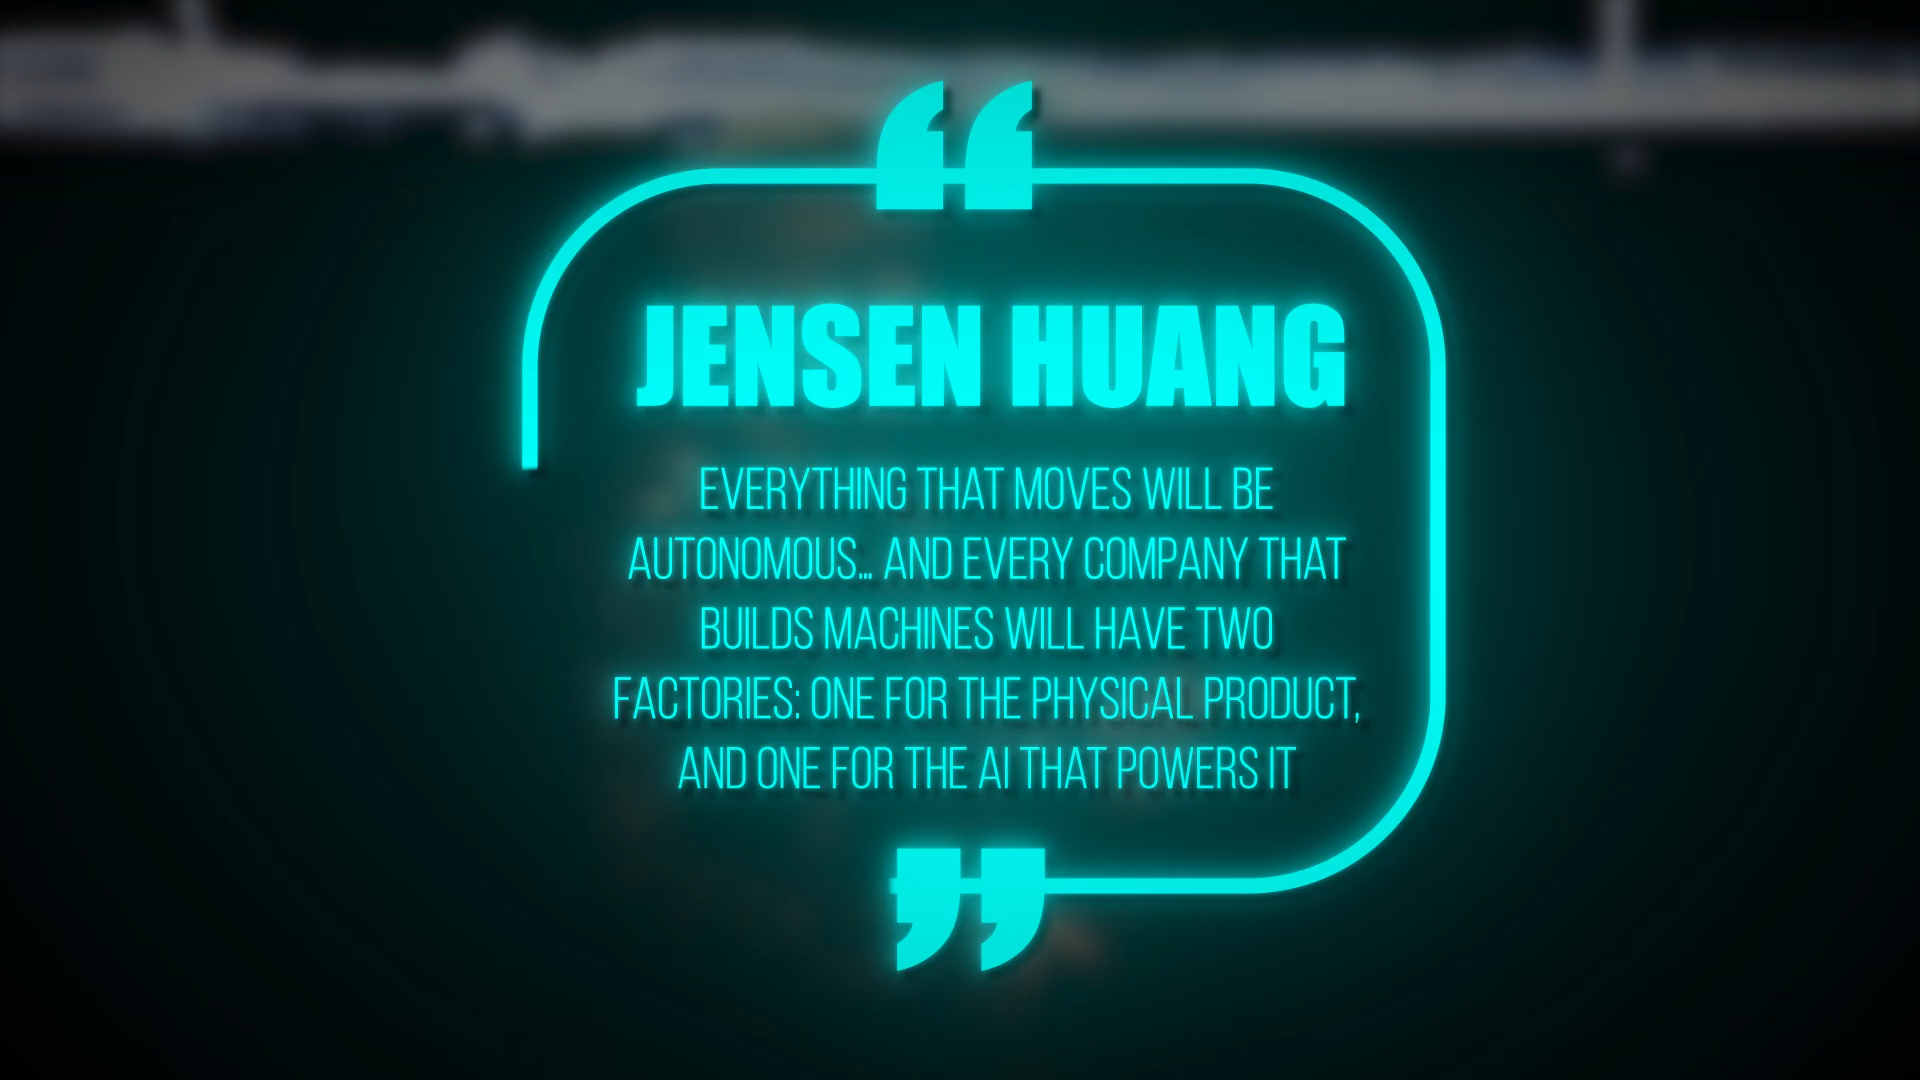 “
JENSEN HUANG
EVERYTHING THAT MOVES WILL BE
AUTONOMOUS... AND EVERY COMPANY THAT
BUILDS MACHINES WILL HAVE TWO
FACTORIES: ONE FOR THE PHYSICAL PRODUCT,
AND ONE FOR THE AI THAT POWERS IT
”